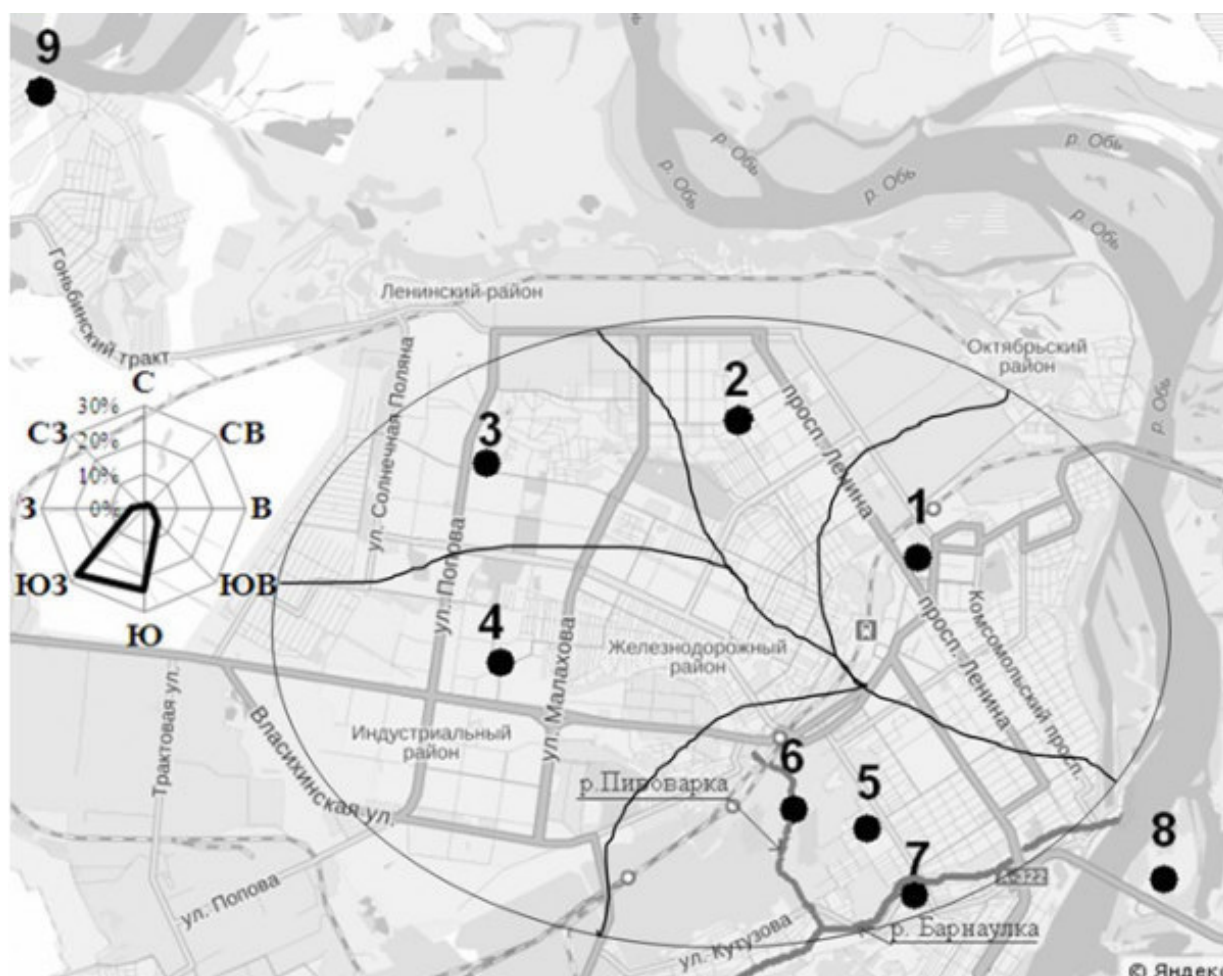 9
р. Обь
р. Обь
р. Обь
р. Обь
р. Обь
р. Обь
Гоньбинский тракт
Ленинский район
Октябрьский
район
С
30%
20%
10%
0%
СЗ
СВ
З
В
ЮЗ
ЮВ
Ю
ул. Солнечная Поляна
2
3
просп. Ленина
1
ул. Попова
4
ул. Малахова
Железнодорожный
район
просп. Ленина
Комсомольский просп.
Индустриальный
район
Трактовая ул.
Власихинская ул.
6
р.Пивоварка
5
7
8
ул. Попова
ул. Кутузова
р. Барнаулка
© Яндекс